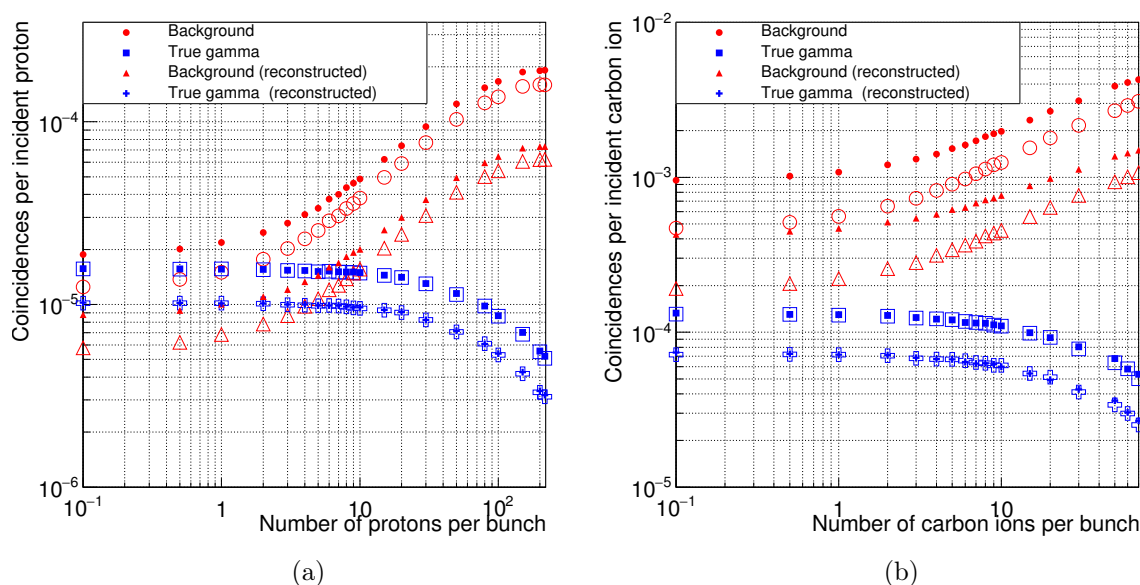 Coincidences per incident proton
10⁻⁴
10⁻⁵
10⁻⁶
Background
True gamma
Background (reconstructed)
True gamma (reconstructed)
10⁻¹ 1 10 10²
Number of protons per bunch
(a)
Coincidences per incident carbon ion
10⁻²
10⁻³
10⁻⁴
10⁻⁵
Background
True gamma
Background (reconstructed)
True gamma (reconstructed)
10⁻¹ 1 10
Number of carbon ions per bunch
(b)